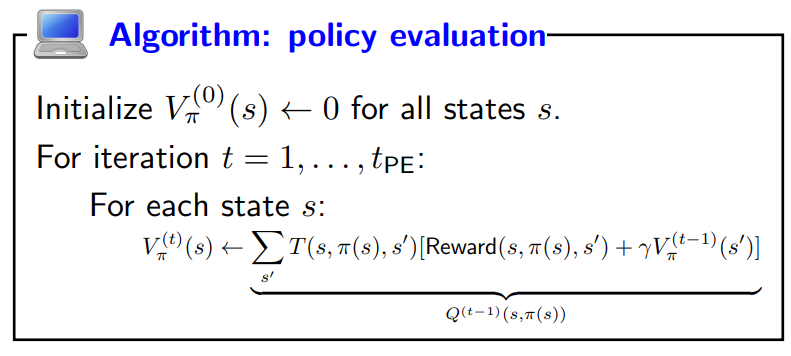 Algorithm: policy evaluation
Initialize $V_\pi^{(0)}(s) \leftarrow 0$ for all states $s$.
For iteration $t = 1, \ldots, t_{\text{PE}}$:
For each state $s$:
$V_\pi^{(t)}(s) \leftarrow \underbrace{\sum_{s'} T(s, \pi(s), s')[\text{Reward}(s, \pi(s), s') + \gamma V_\pi^{(t-1)}(s')]}_{Q^{(t-1)}(s,\pi(s))}$